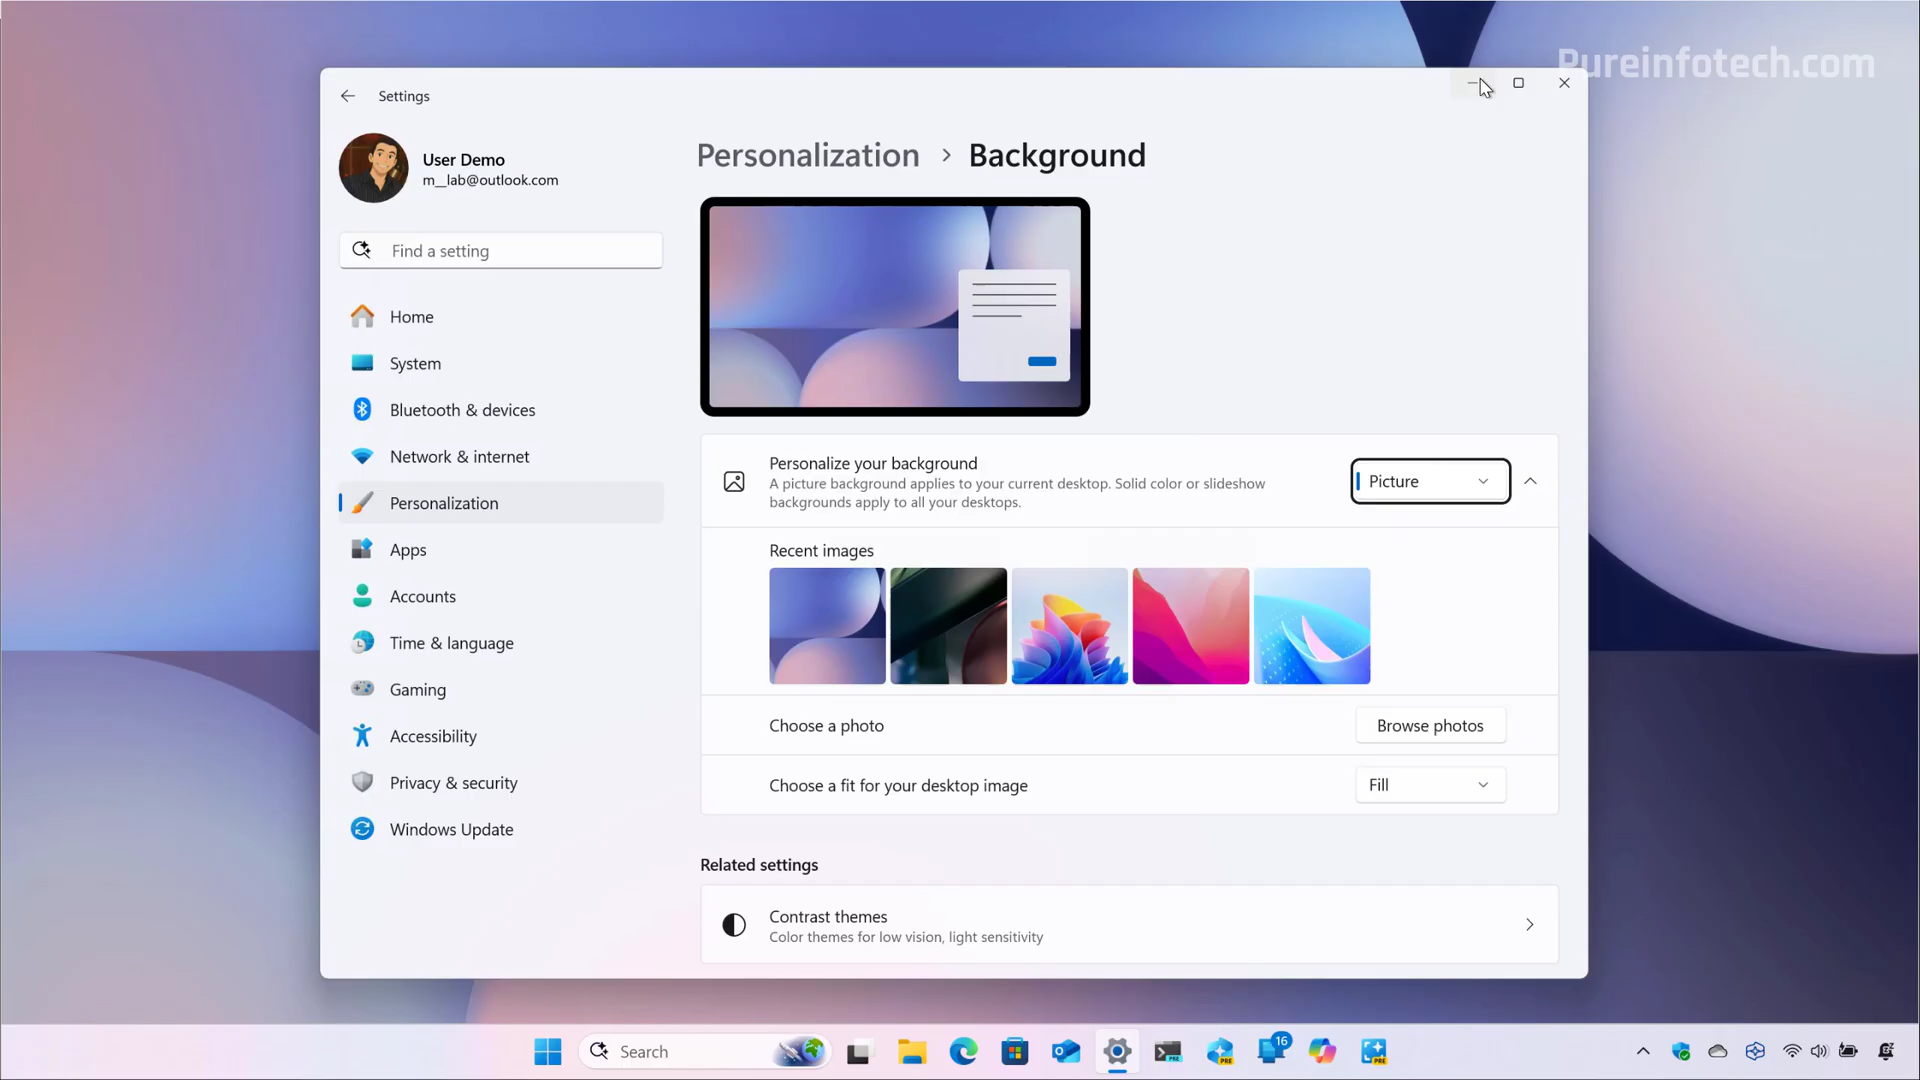 Pureinfotech.com
Settings
User Demo
m__lab@outlook.com
Find a setting
Home
System
Bluetooth & devices
Network & internet
Personalization
Apps
Accounts
Time & language
Gaming
Accessibility
Privacy & security
Windows Update
Personalization > Background
Personalize your background
A picture background applies to your current desktop. Solid color or slideshow
backgrounds apply to all your desktops.
Picture
Recent images
Choose a photo
Browse photos
Choose a fit for your desktop image
Fill
Related settings
Contrast themes
Color themes for low vision, light sensitivity
Search
PRE
PRE
16
PRE